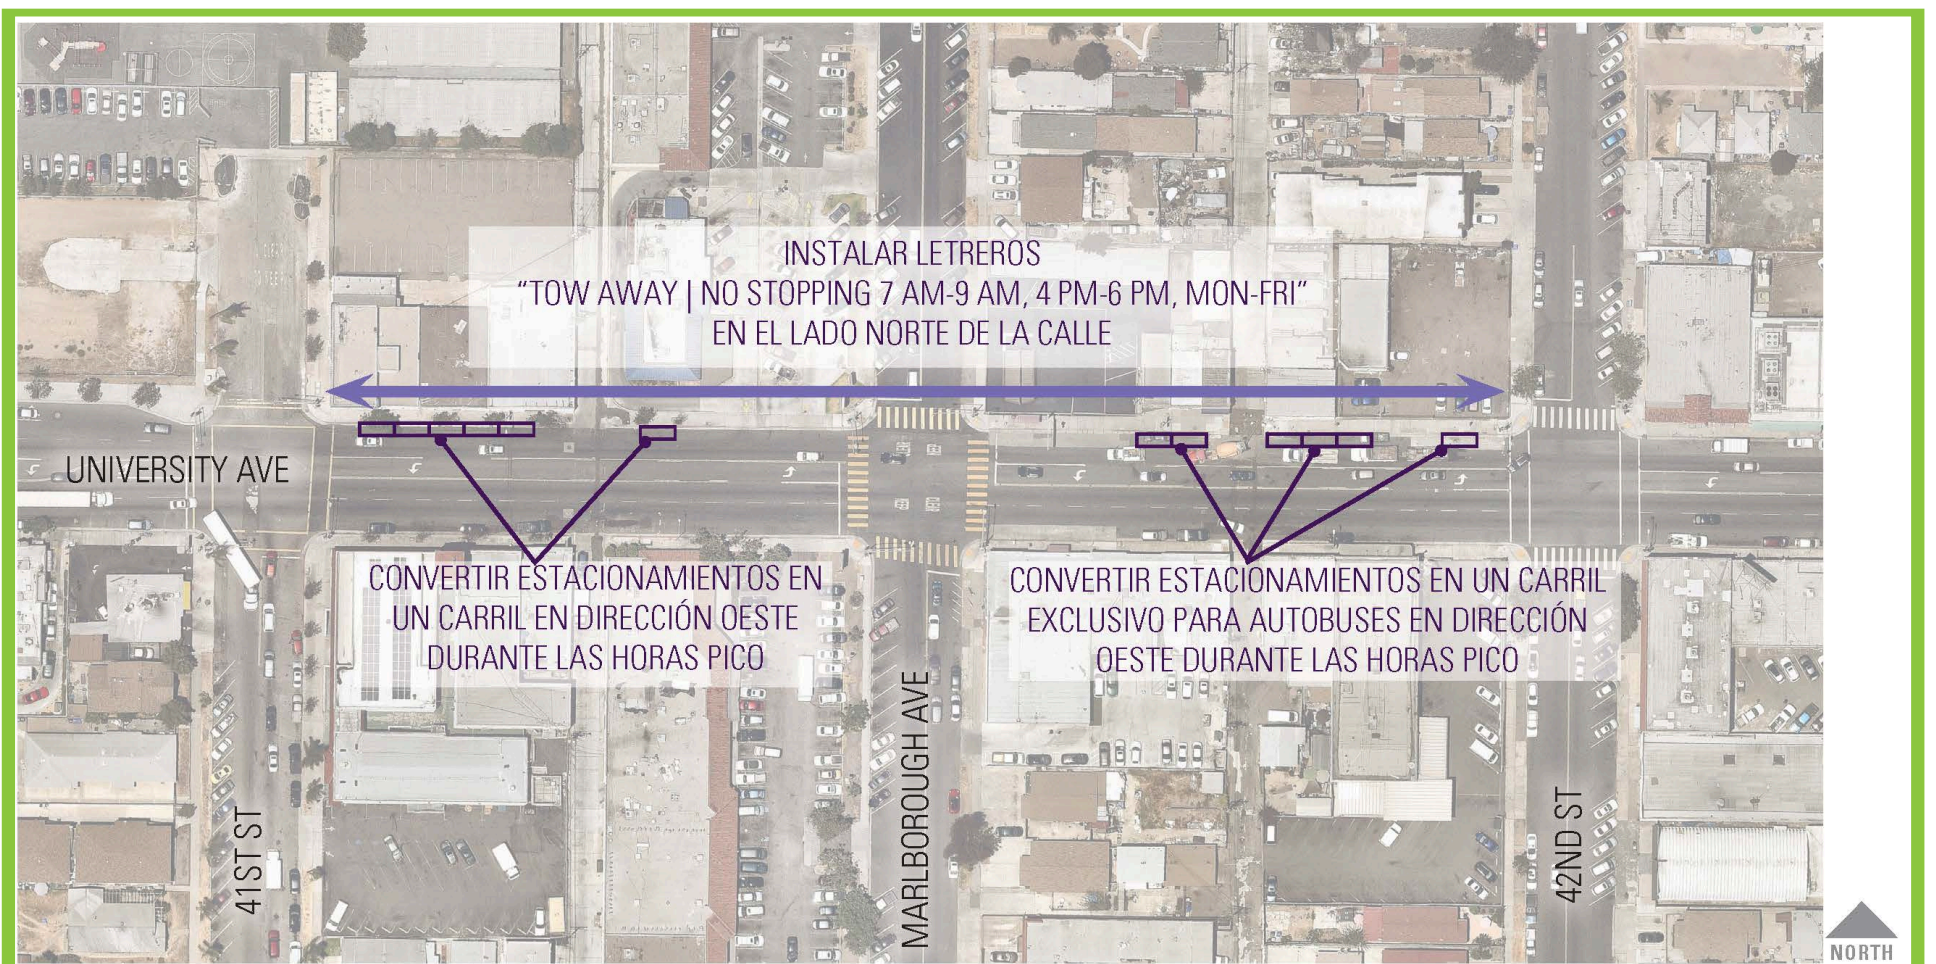 INSTALAR LETREROS
“TOW AWAY | NO STOPPING 7 AM-9 AM, 4 PM-6 PM, MON-FRI”
EN EL LADO NORTE DE LA CALLE
UNIVERSITY AVE
CONVERTIR ESTACIONAMIENTOS EN
UN CARRIL EN DIRECCIÓN OESTE
DURANTE LAS HORAS PICO
CONVERTIR ESTACIONAMIENTOS EN UN CARRIL
EXCLUSIVO PARA AUTOBUSES EN DIRECCIÓN
OESTE DURANTE LAS HORAS PICO
41ST ST
MARLBOROUGH AVE
42ND ST
NORTH